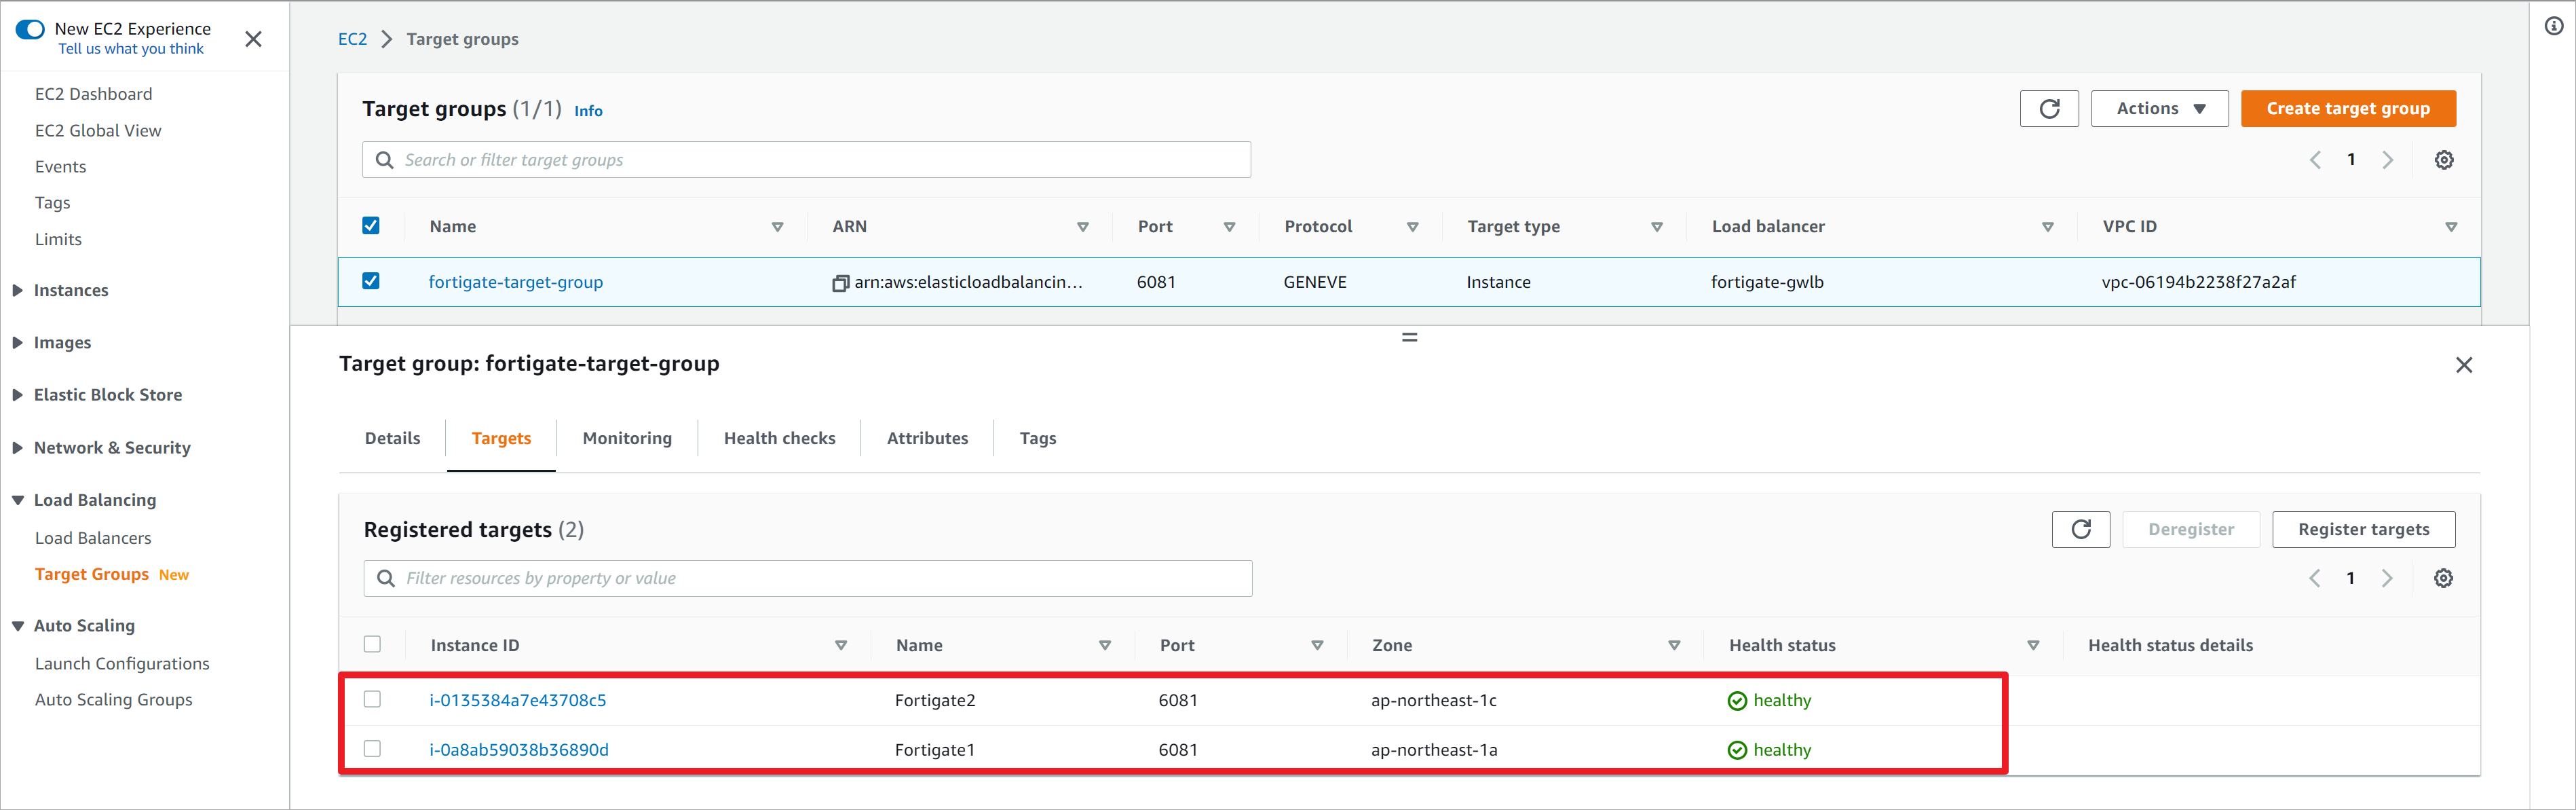 New EC2 Experience
Tell us what you think
EC2 Dashboard
EC2 Global View
Events
Tags
Limits
Instances
Images
Elastic Block Store
Network & Security
Load Balancing
Load Balancers
Target Groups New
Auto Scaling
Launch Configurations
Auto Scaling Groups
EC2 > Target groups
Target groups (1/1) Info
Actions
Create target group
Search or filter target groups
1
Name ARN Port Protocol Target type Load balancer VPC ID
fortigate-target-group arn:aws:elasticloadbalancin... 6081 GENEVE Instance fortigate-gwlb vpc-06194b2238f27a2af
Target group: fortigate-target-group
Details Targets Monitoring Health checks Attributes Tags
Registered targets (2)
Deregister
Register targets
Filter resources by property or value
1
Instance ID Name Port Zone Health status Health status details
i-0135384a7e43708c5 Fortigate2 6081 ap-northeast-1c healthy
i-0a8ab59038b36890d Fortigate1 6081 ap-northeast-1a healthy